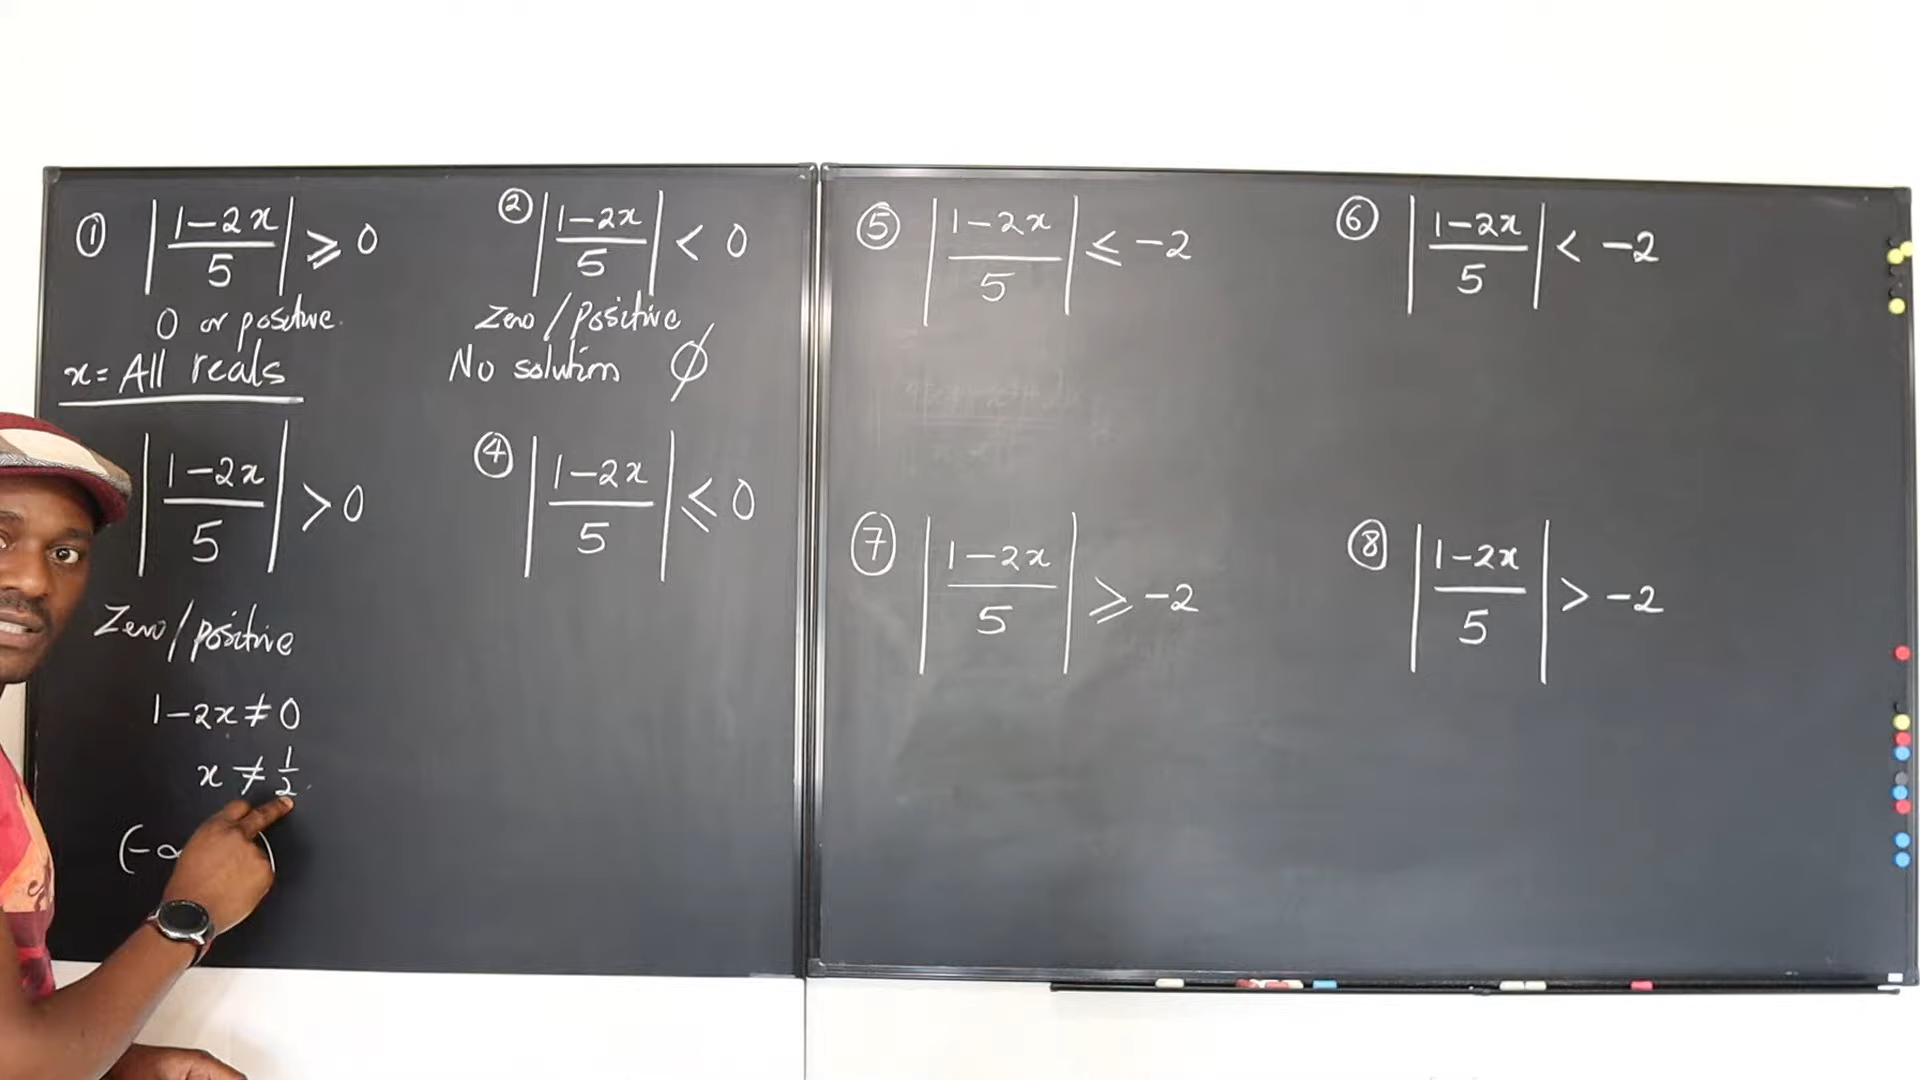 ① |1-2x/5| ⩾ 0
0 or positive.
x = All reals
② |1-2x/5| < 0
Zero/positive
No solution ∅
|1-2x/5| > 0
Zero/positive
1-2x ≠ 0
x ≠ 1/2
(-∞ )
④ |1-2x/5| ⩽ 0
⑤ |1-2x/5| ⩽ -2
⑥ |1-2x/5| < -2
⑦ |1-2x/5| ⩾ -2
⑧ |1-2x/5| > -2